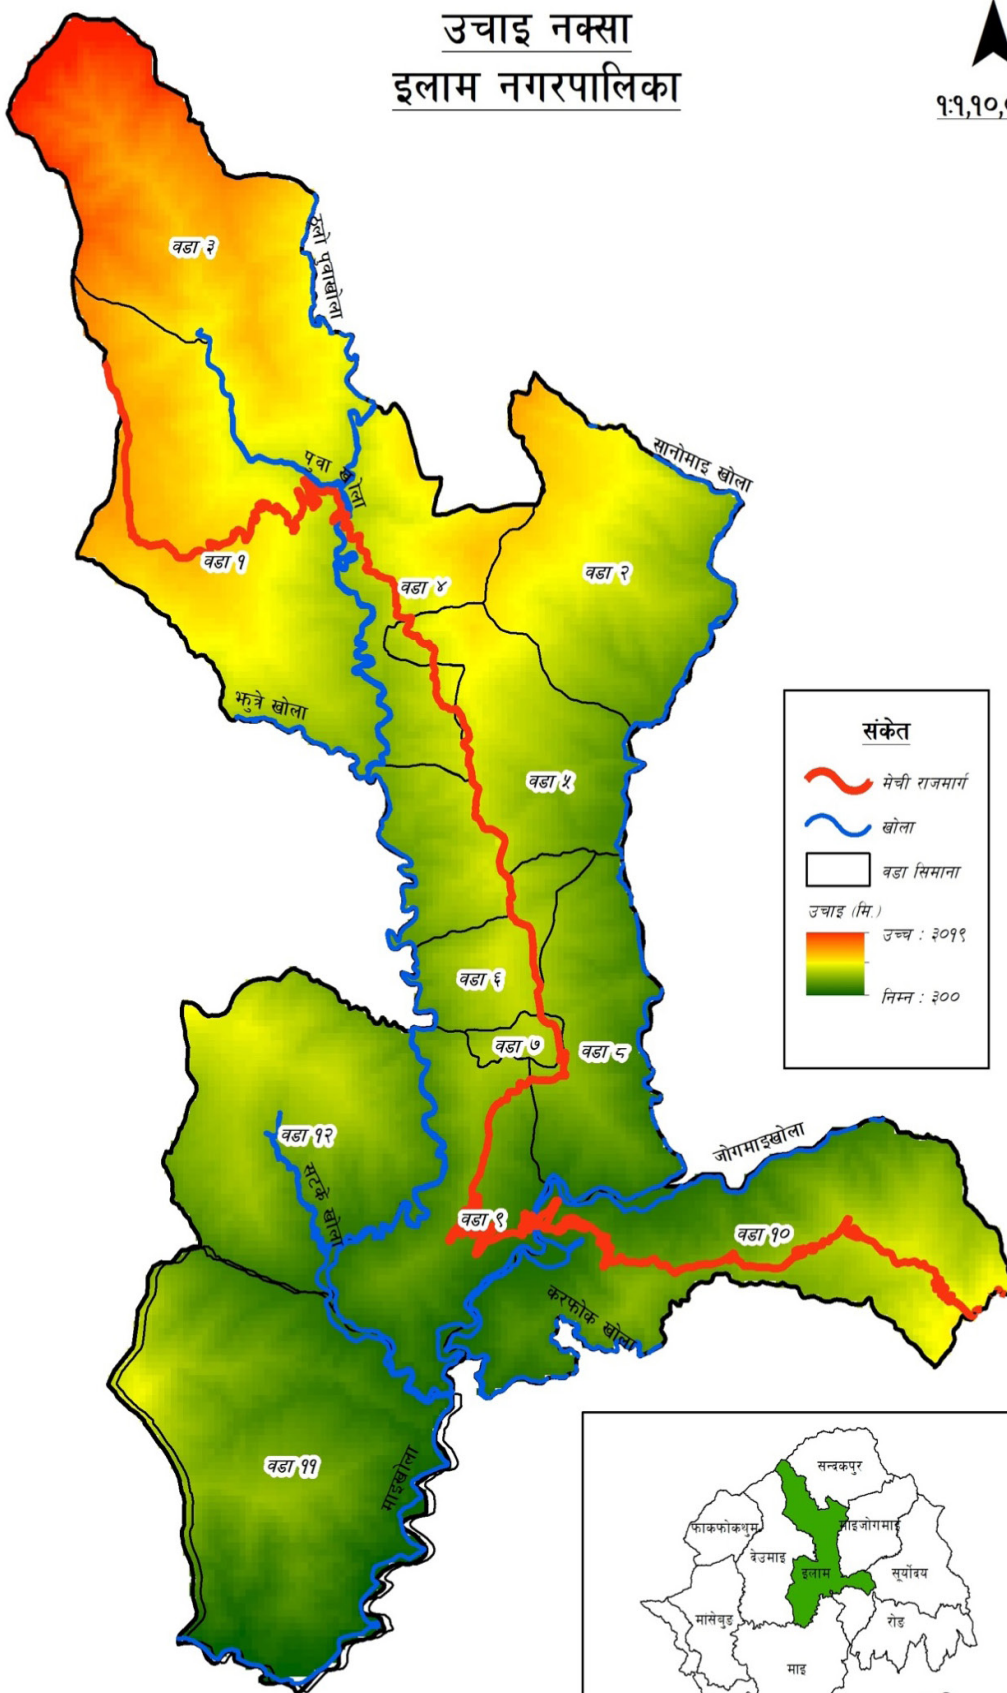 उचाइ नक्सा
इलाम नगरपालिका
वडा ३
ठूलो पुवाखोला
पुवा खोला
सानोमाइ खोला
वडा १
वडा ४
वडा २
झुत्रे खोला
वडा ५
संकेत
मेची राजमार्ग
खोला
वडा सिमाना
उचाइ (मि.)
उच्च : ३०१९
निम्न : ३००
वडा ६
वडा ७
वडा ८
वडा १२
सटके खोला
जोगमाइखोला
वडा ९
वडा १०
करफोक खोला
वडा ११
माइखोला
सन्दकपुर
फाकफोकथुम
माइजोगमाइ
देउमाइ
इलाम
सूर्योदय
रोङ
माइ